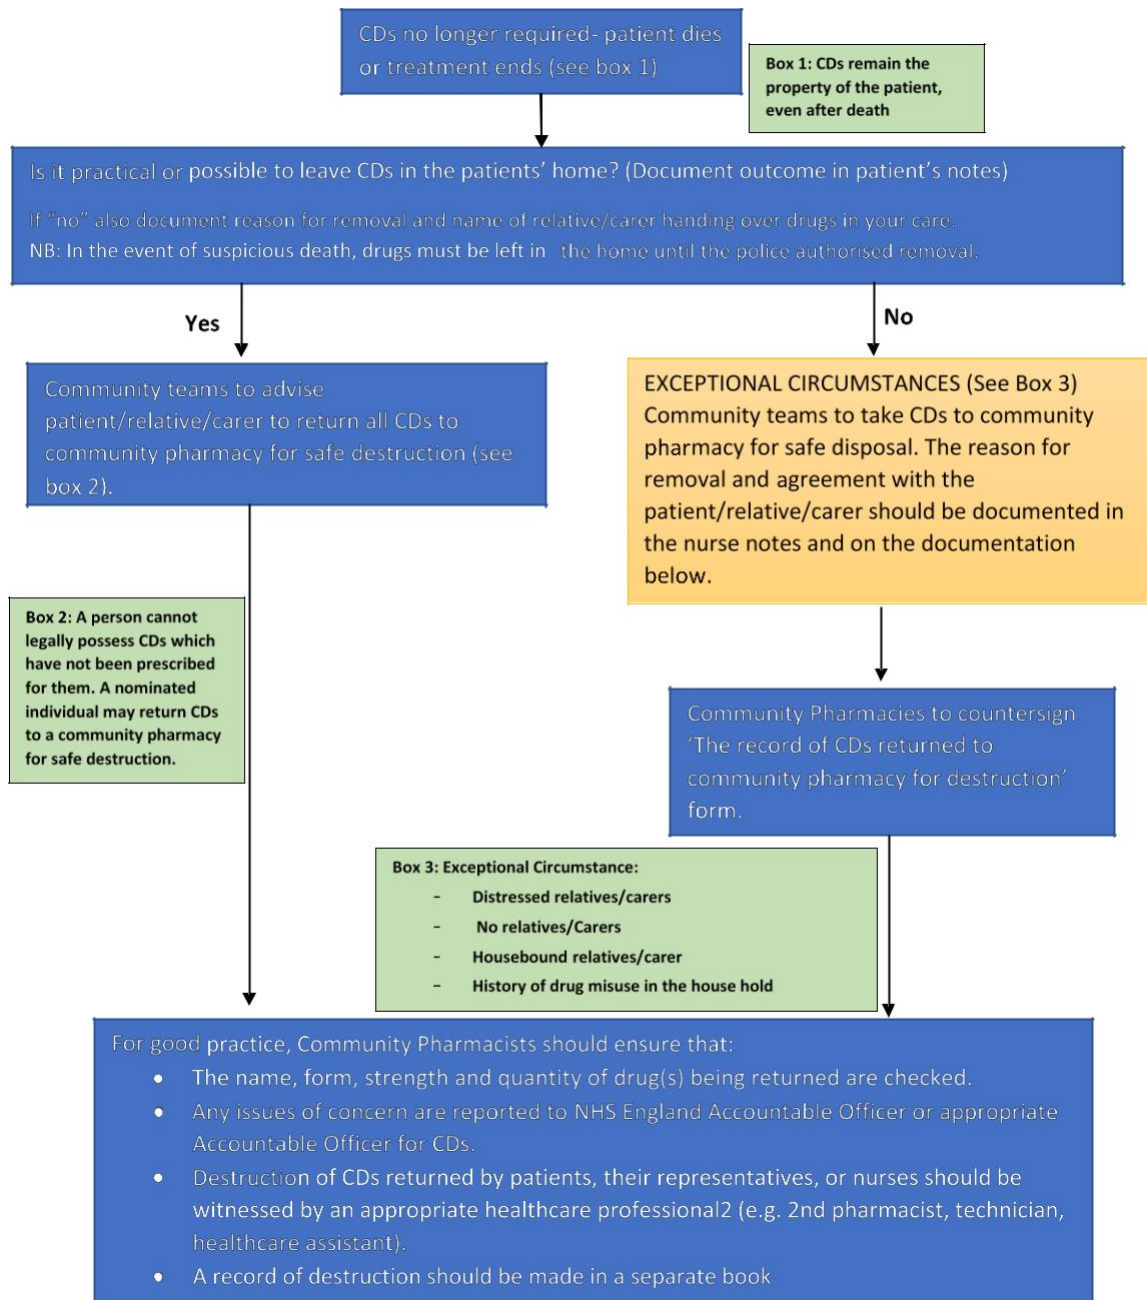 CDs no longer required- patient dies
or treatment ends (see box 1)
Box 1: CDs remain the
property of the patient,
even after death
Is it practical or possible to leave CDs in the patients’ home? (Document outcome in patient’s notes)
If “no” also document reason for removal and name of relative/carer handing over drugs in your care.
NB: In the event of suspicious death, drugs must be left in the home until the police authorised removal.
Yes
No
Community teams to advise
patient/relative/carer to return all CDs to
community pharmacy for safe destruction (see
box 2).
EXCEPTIONAL CIRCUMSTANCES (See Box 3)
Community teams to take CDs to community
pharmacy for safe disposal. The reason for
removal and agreement with the
patient/relative/carer should be documented in
the nurse notes and on the documentation
below.
Box 2: A person cannot
legally possess CDs which
have not been prescribed
for them. A nominated
individual may return CDs
to a community pharmacy
for safe destruction.
Community Pharmacies to countersign
‘The record of CDs returned to
community pharmacy for destruction’
form.
Box 3: Exceptional Circumstance:
- Distressed relatives/carers
- No relatives/Carers
- Housebound relatives/carer
- History of drug misuse in the house hold
For good practice, Community Pharmacists should ensure that:
• The name, form, strength and quantity of drug(s) being returned are checked.
• Any issues of concern are reported to NHS England Accountable Officer or appropriate
Accountable Officer for CDs.
• Destruction of CDs returned by patients, their representatives, or nurses should be
witnessed by an appropriate healthcare professional2 (e.g. 2nd pharmacist, technician,
healthcare assistant).
• A record of destruction should be made in a separate book